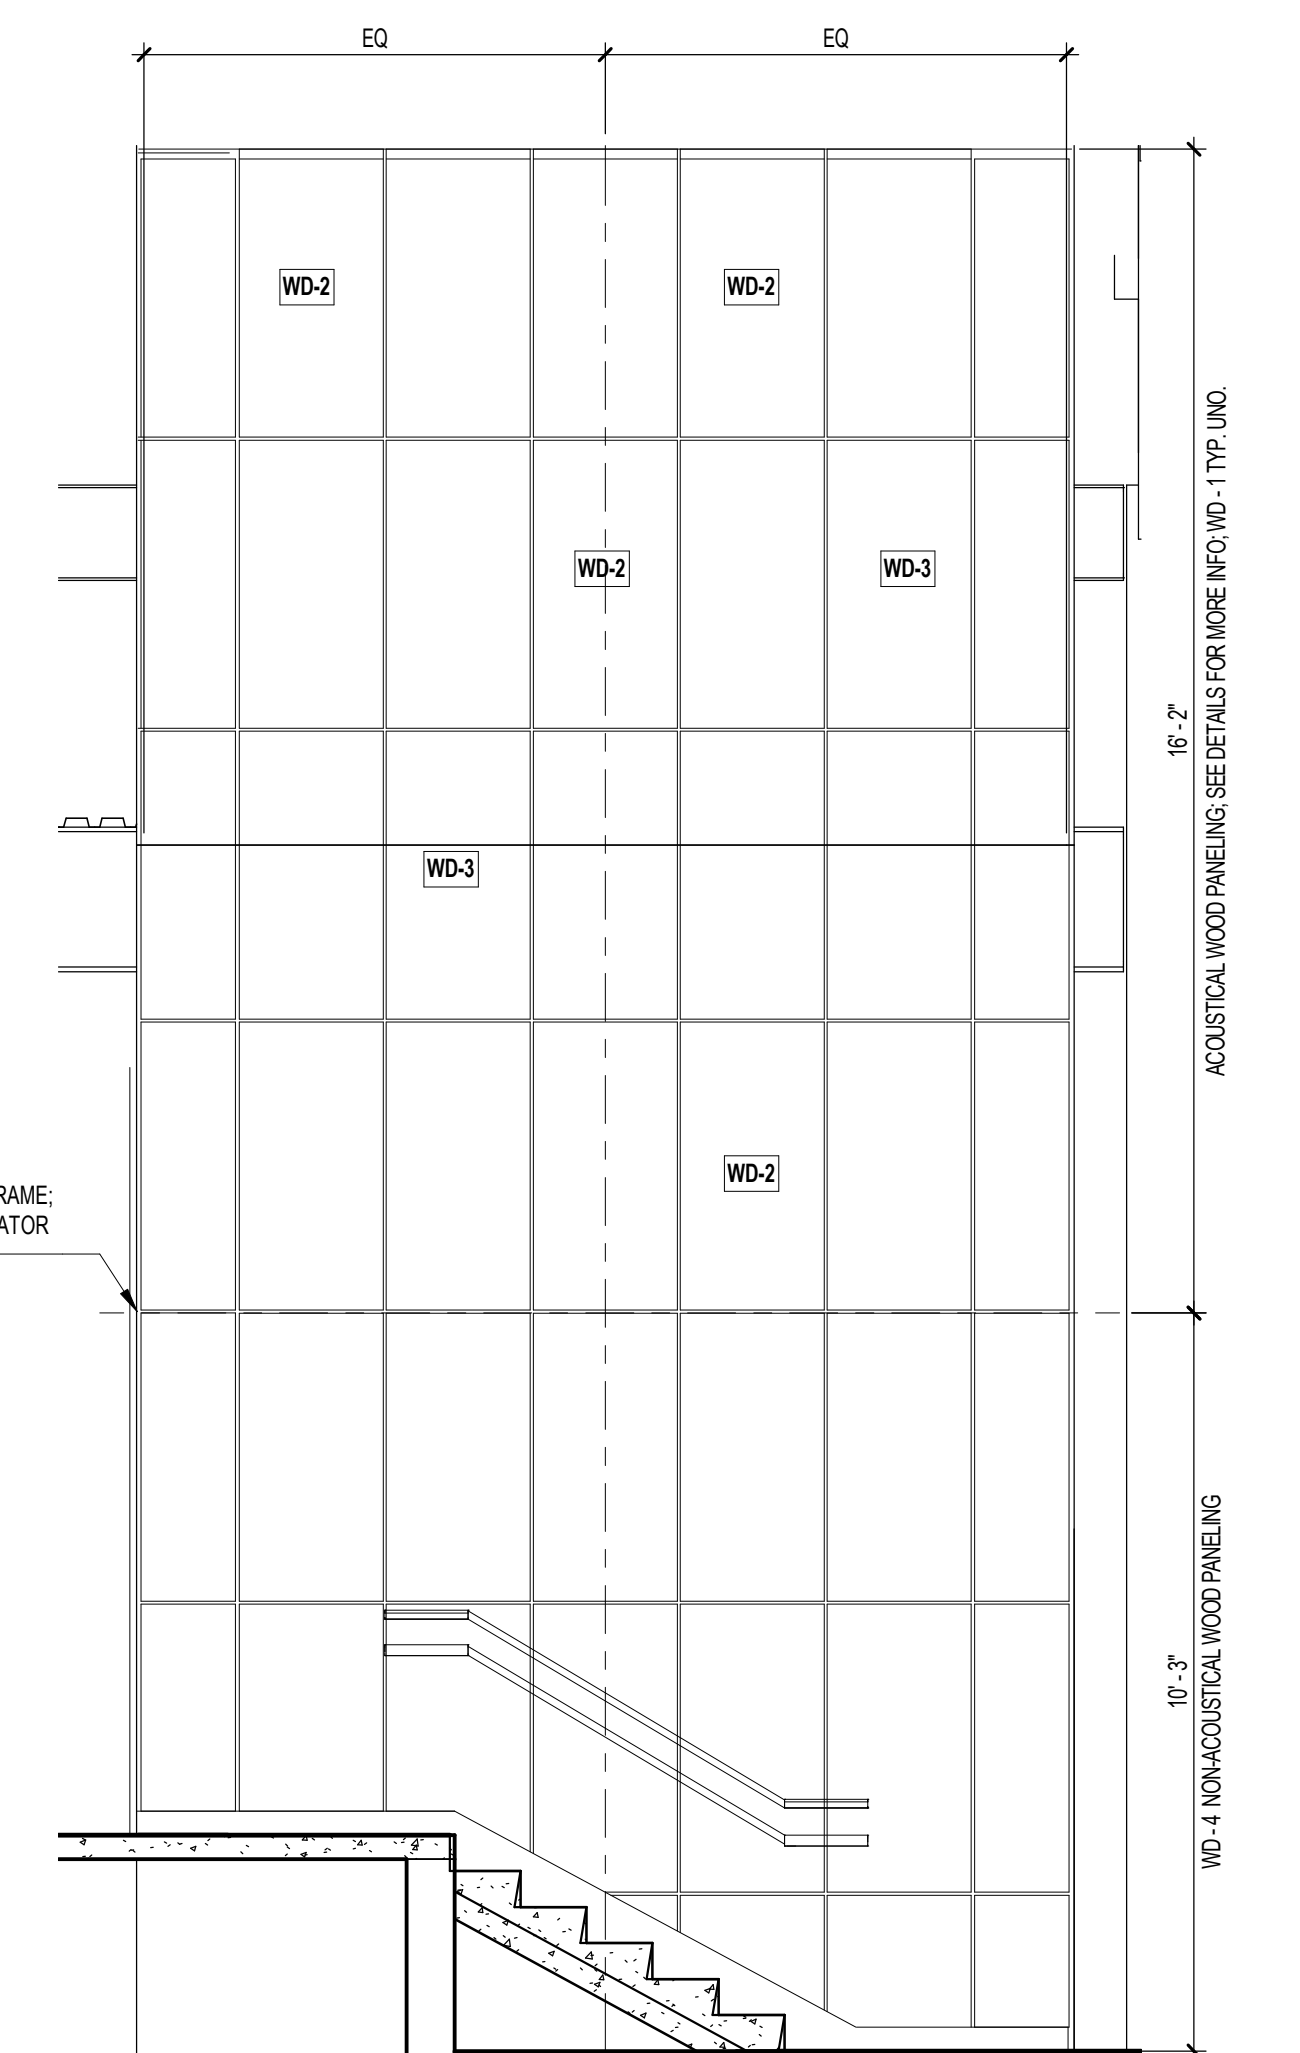 EQ
EQ
WD-2
WD-2
WD-2
WD-3
16' - 2"
ACOUSTICAL WOOD PANELING; SEE DETAILS FOR MORE INFO; WD - 1 TYP. UNO.
WD-3
WD-2
RAME;
ATOR
10' - 3"
WD - 4 NON-ACOUSTICAL WOOD PANELING